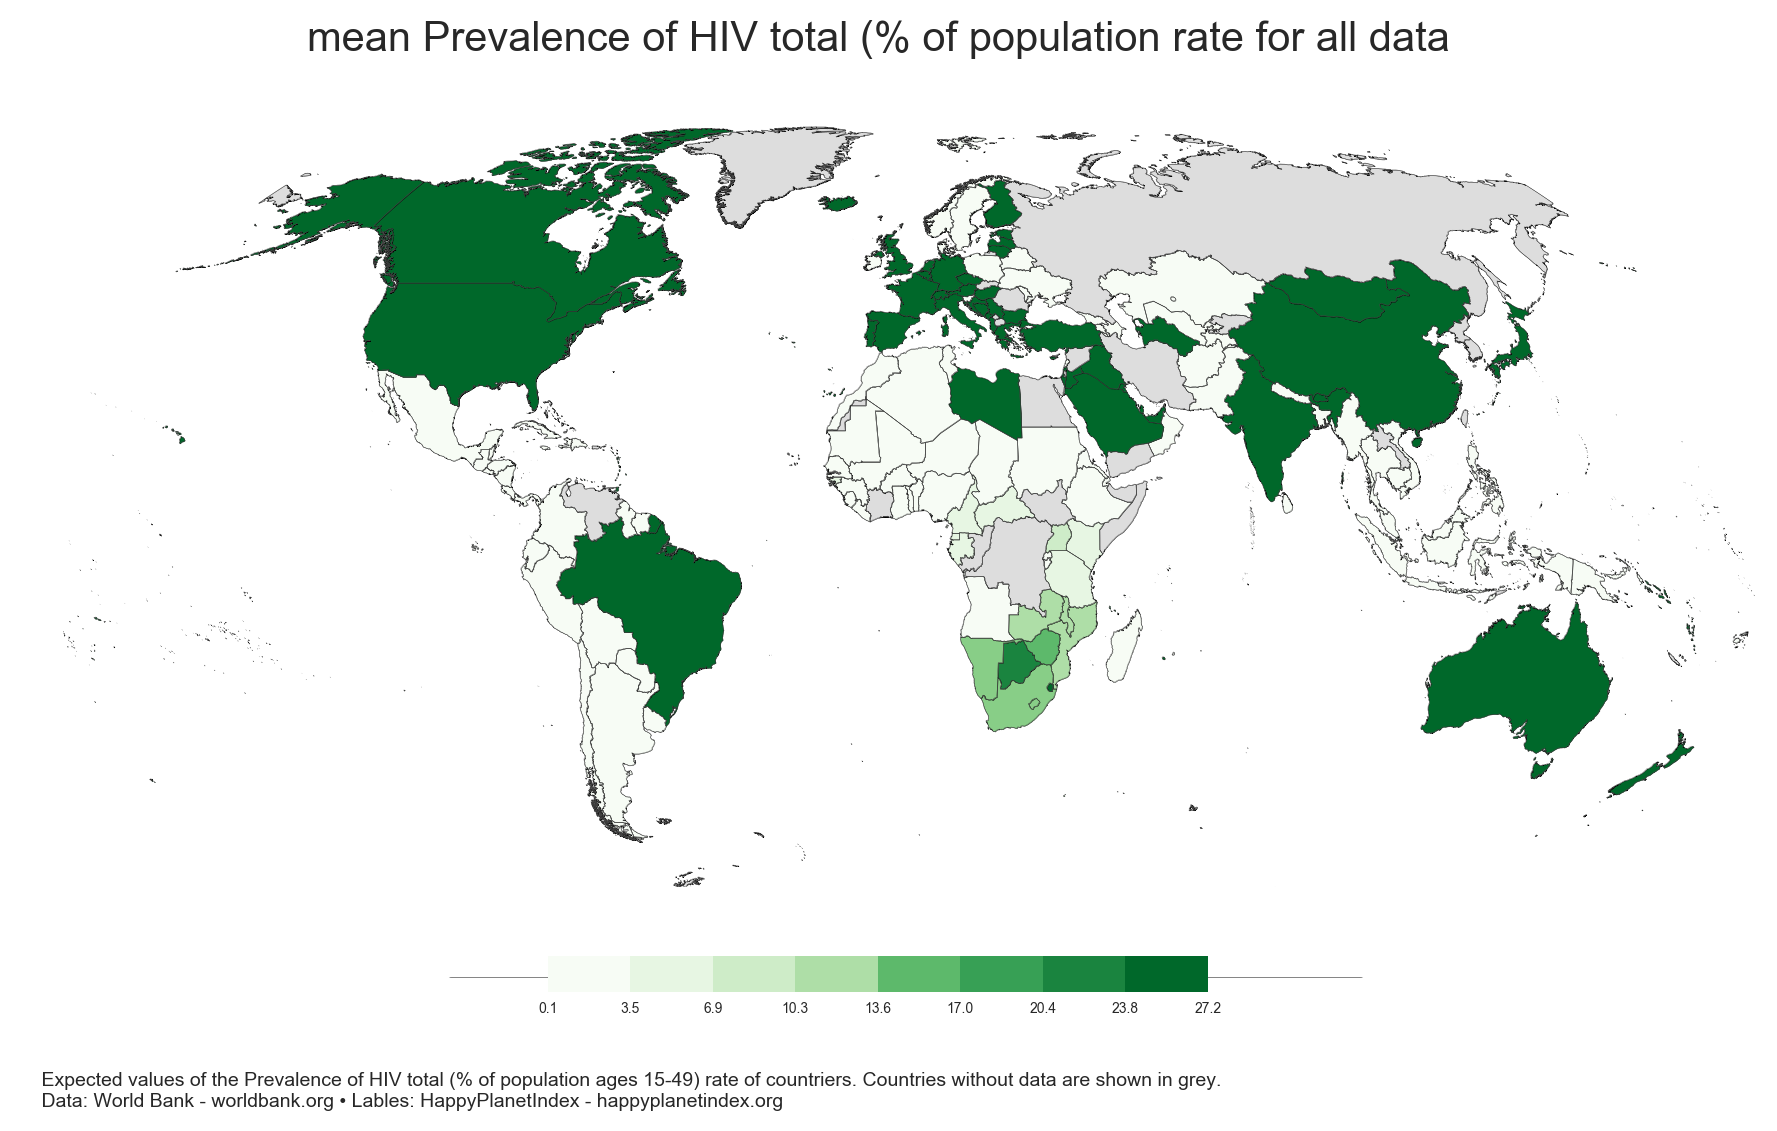 mean Prevalence of HIV total (% of population rate for all data
0.1 3.5 6.9 10.3 13.6 17.0 20.4 23.8 27.2
Expected values of the Prevalence of HIV total (% of population ages 15-49) rate of countriers. Countries without data are shown in grey.
Data: World Bank - worldbank.org • Lables: HappyPlanetIndex - happyplanetindex.org